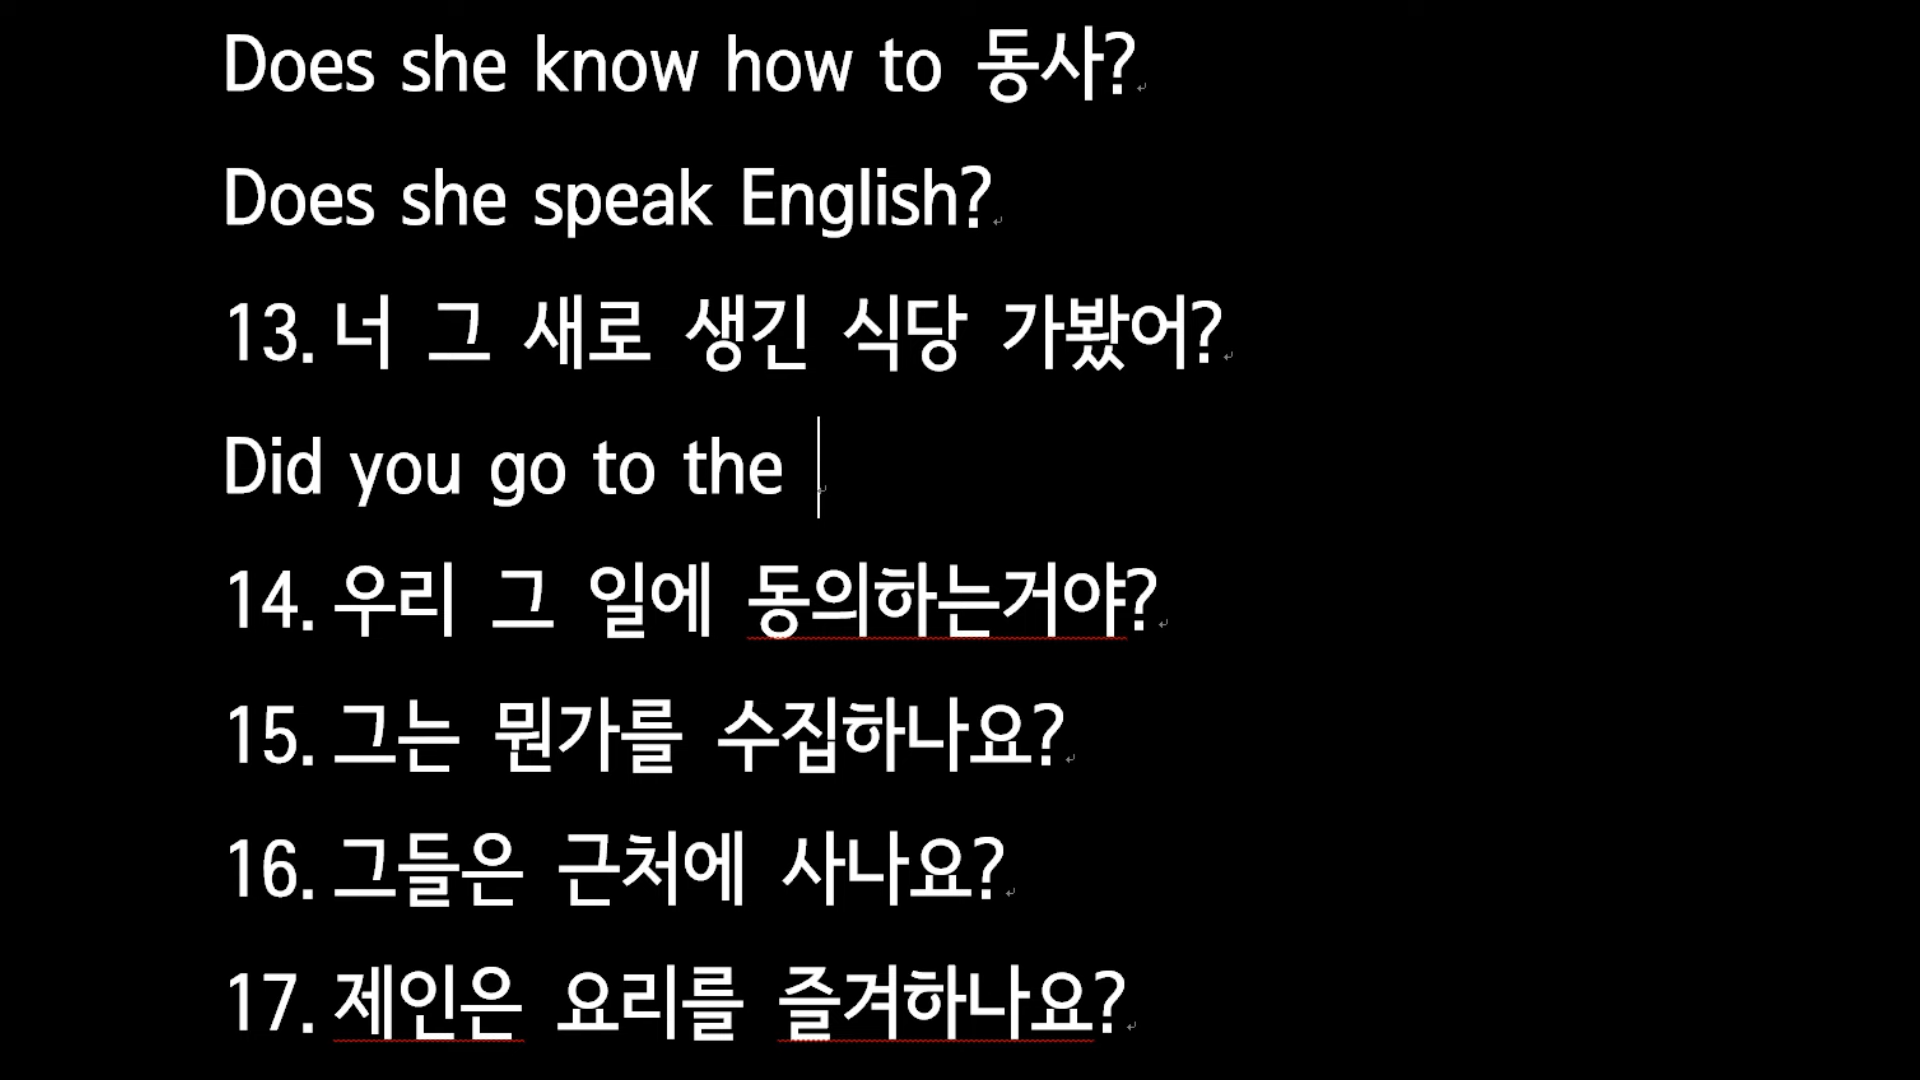 Does she know how to 동사?
Does she speak English?
13. 너 그 새로 생긴 식당 가봤어?
Did you go to the
14. 우리 그 일에 동의하는거야?
15. 그는 뭔가를 수집하나요?
16. 그들은 근처에 사나요?
17. 제인은 요리를 즐겨하나요?